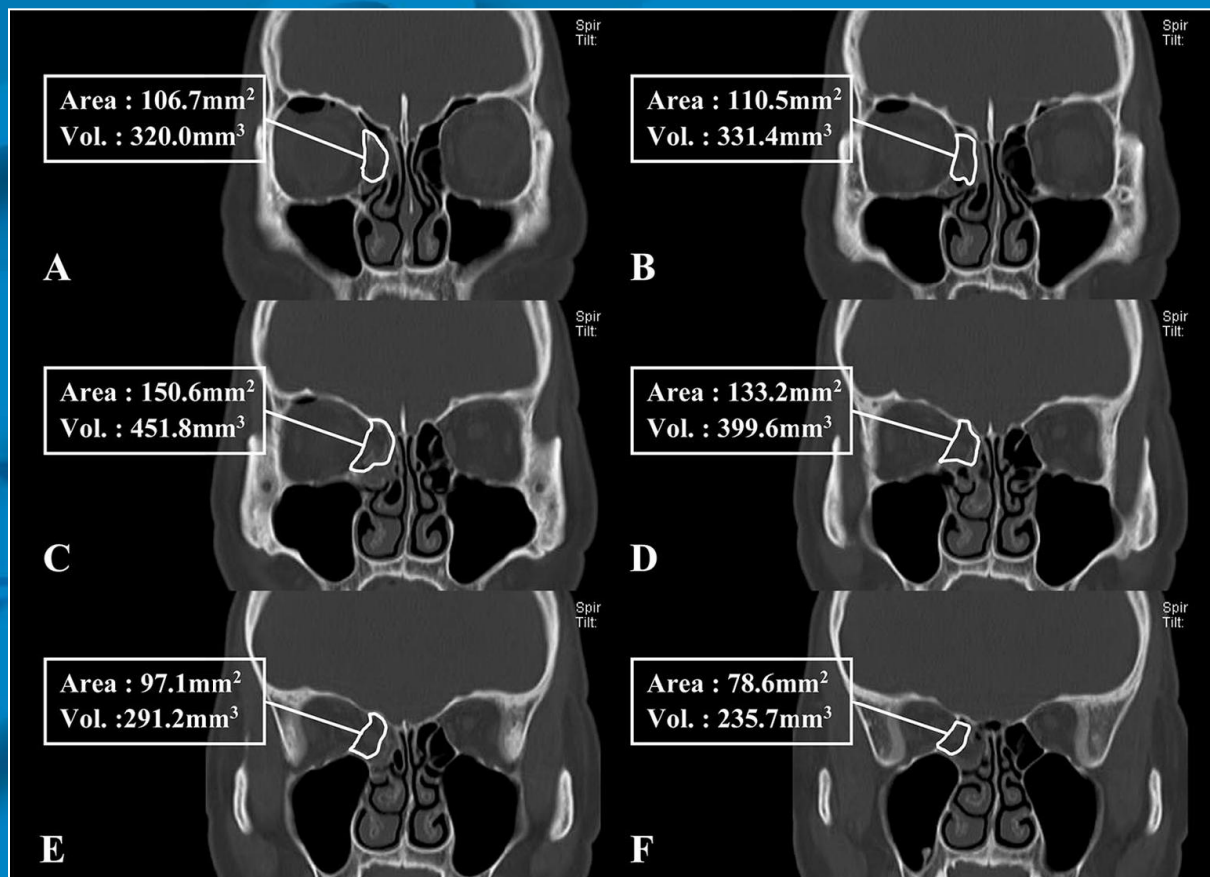 Spir
Tilt:
Area : 106.7mm²
Vol. : 320.0mm³
A
Spir
Tilt:
Area : 110.5mm²
Vol. : 331.4mm³
B
Spir
Tilt:
Area : 150.6mm²
Vol. : 451.8mm³
C
Spir
Tilt:
Area : 133.2mm²
Vol. : 399.6mm³
D
Spir
Tilt:
Area : 97.1mm²
Vol. :291.2mm³
E
Spir
Tilt:
Area : 78.6mm²
Vol. : 235.7mm³
F